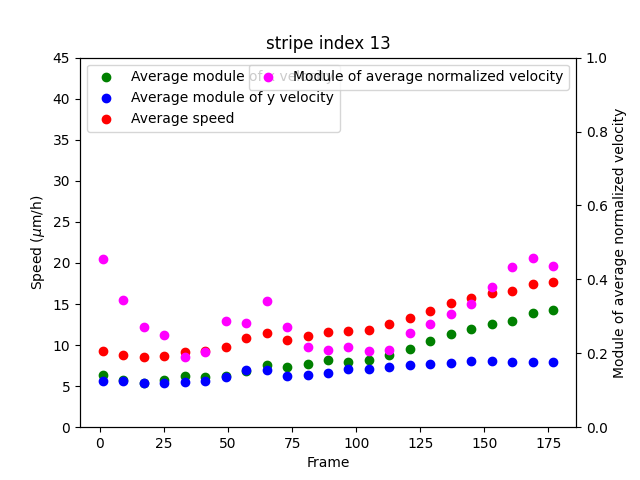 stripe index 13
Average module of x velocity
Average module of y velocity
Average speed
Module of average normalized velocity
45
40
35
30
25
20
15
10
5
0
Speed (μm/h)
1.0
0.8
0.6
0.4
0.2
0.0
Module of average normalized velocity
0 25 50 75 100 125 150 175
Frame